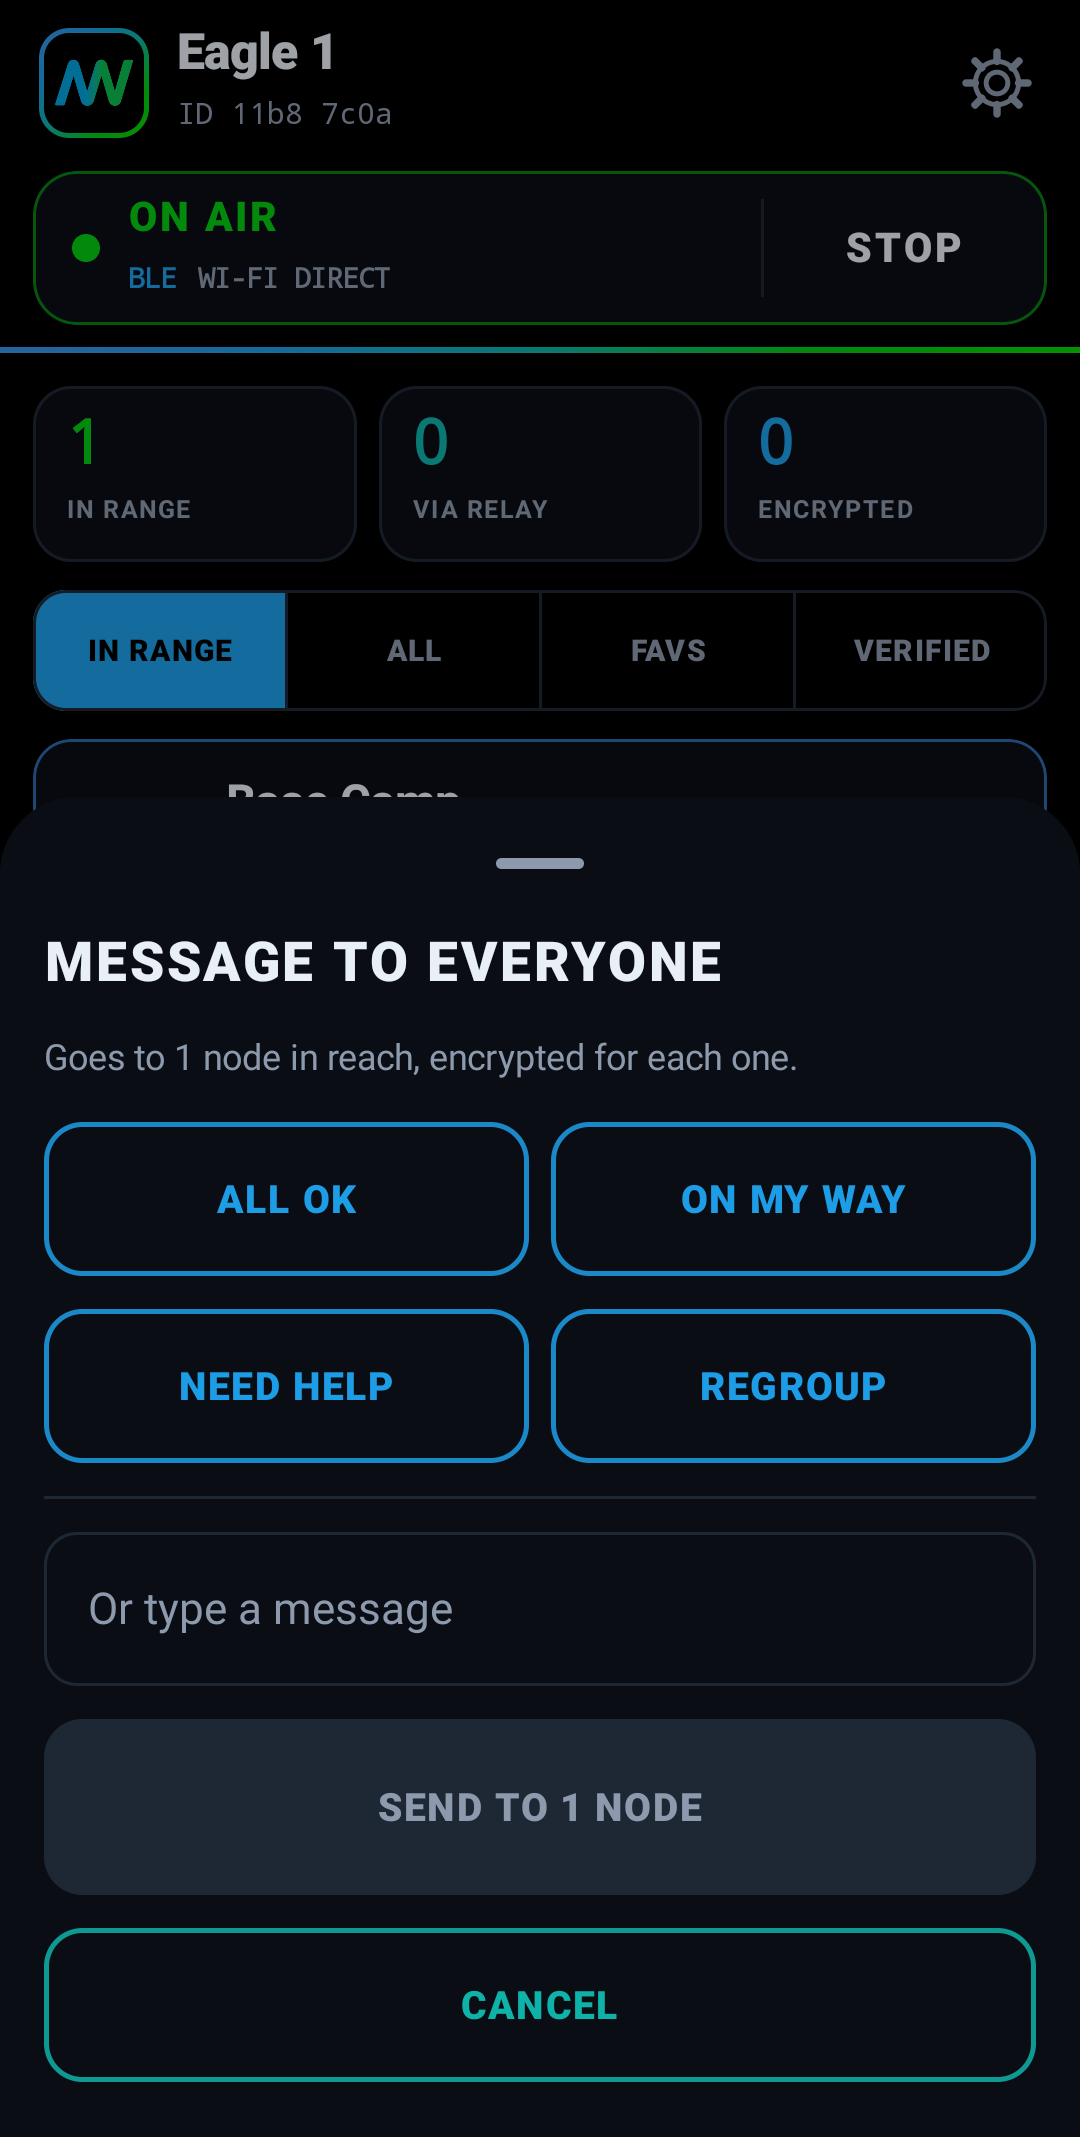 Eagle 1
ID 11b8 7c0a
ON AIR
BLE WI-FI DIRECT
STOP
1
IN RANGE
0
VIA RELAY
0
ENCRYPTED
IN RANGE
ALL
FAVS
VERIFIED
MESSAGE TO EVERYONE
Goes to 1 node in reach, encrypted for each one.
ALL OK
ON MY WAY
NEED HELP
REGROUP
Or type a message
SEND TO 1 NODE
CANCEL